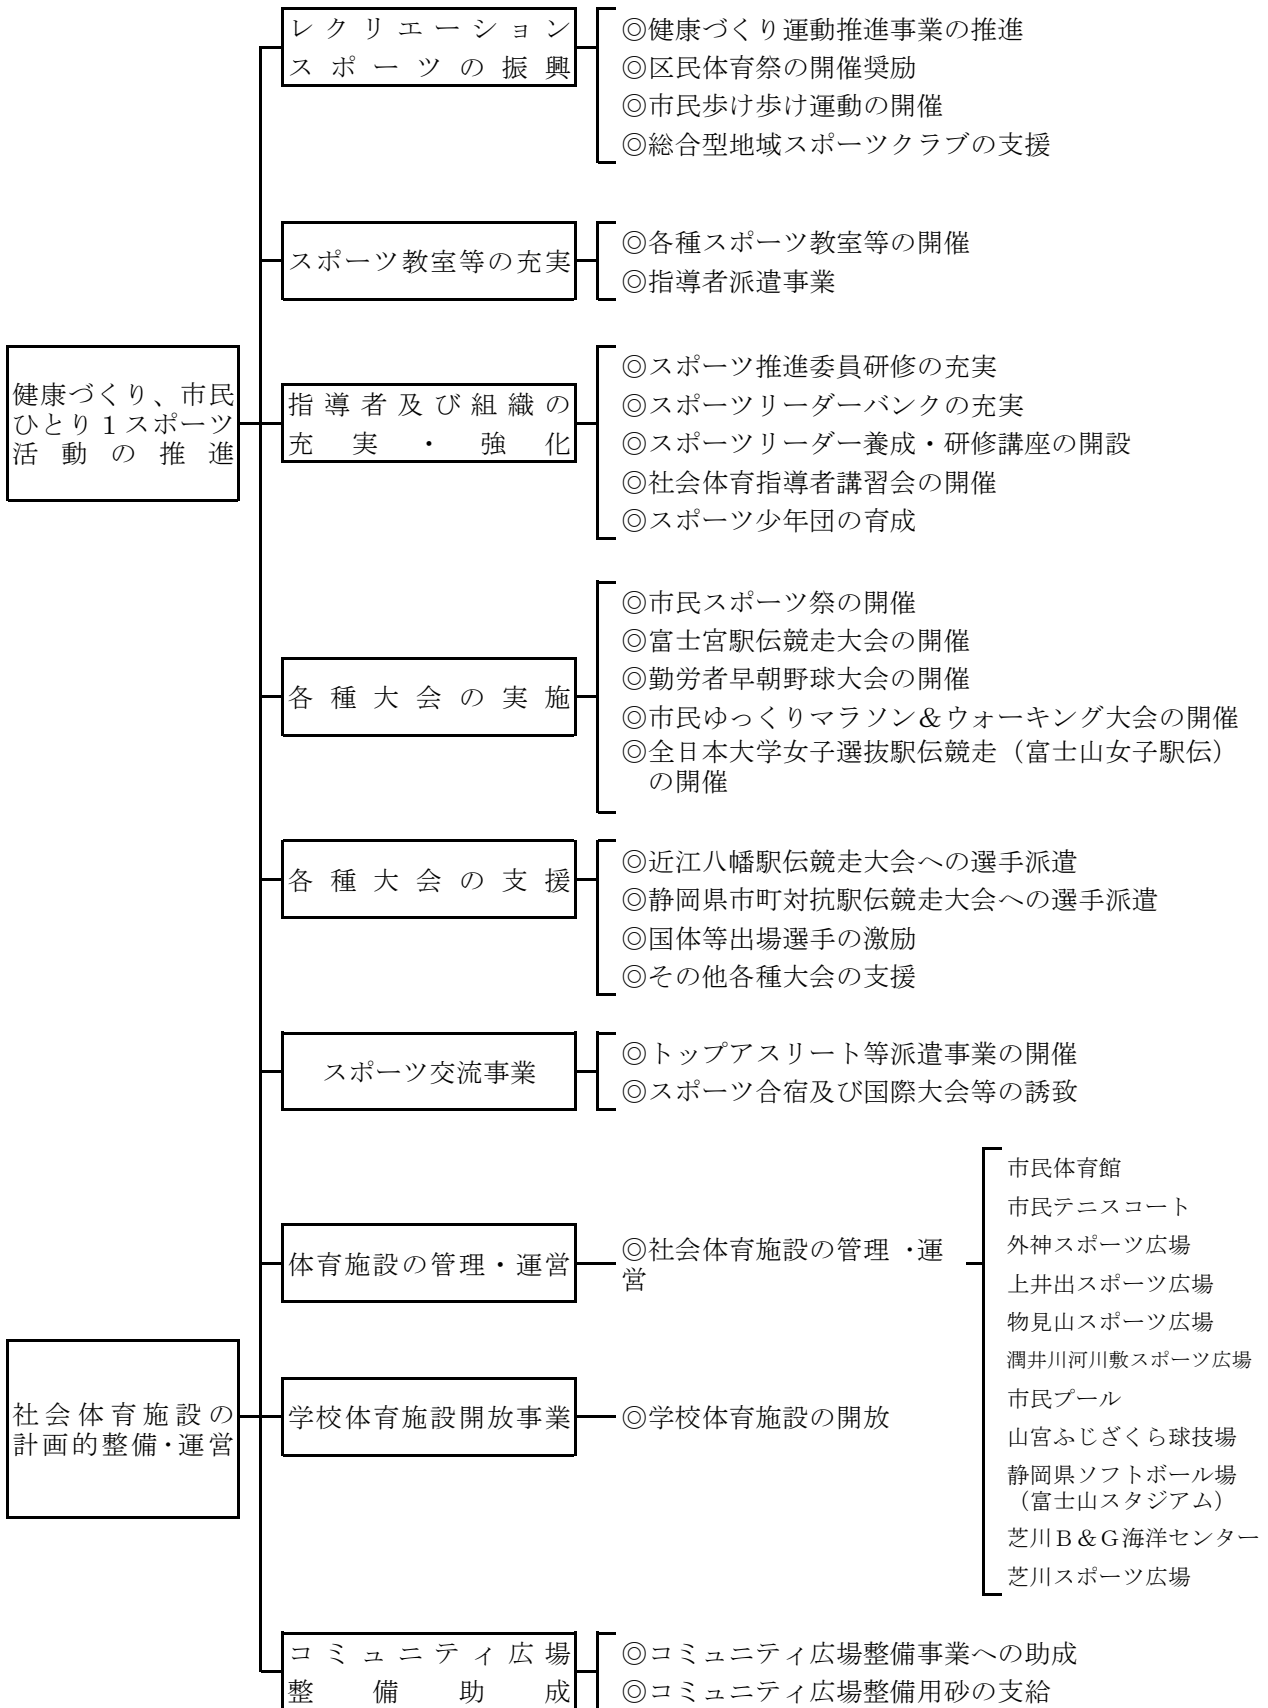 レクリエーション
スポーツの振興
◎健康づくり運動推進事業の推進
◎区民体育祭の開催奨励
◎市民歩け歩け運動の開催
◎総合型地域スポーツクラブの支援
スポーツ教室等の充実
◎各種スポーツ教室等の開催
◎指導者派遣事業
健康づくり、市民
ひとり１スポーツ
活動の推進
指導者及び組織の
充実・強化
◎スポーツ推進委員研修の充実
◎スポーツリーダーバンクの充実
◎スポーツリーダー養成・研修講座の開設
◎社会体育指導者講習会の開催
◎スポーツ少年団の育成
各種大会の実施
◎市民スポーツ祭の開催
◎富士宮駅伝競走大会の開催
◎勤労者早朝野球大会の開催
◎市民ゆっくりマラソン＆ウォーキング大会の開催
◎全日本大学女子選抜駅伝競走（富士山女子駅伝）
の開催
各種大会の支援
◎近江八幡駅伝競走大会への選手派遣
◎静岡県市町対抗駅伝競走大会への選手派遣
◎国体等出場選手の激励
◎その他各種大会の支援
スポーツ交流事業
◎トップアスリート等派遣事業の開催
◎スポーツ合宿及び国際大会等の誘致
体育施設の管理・運営
◎社会体育施設の管理 ・運
営
市民体育館
市民テニスコート
外神スポーツ広場
上井出スポーツ広場
物見山スポーツ広場
潤井川河川敷スポーツ広場
市民プール
山宮ふじざくら球技場
静岡県ソフトボール場
（富士山スタジアム）
芝川Ｂ＆Ｇ海洋センター
芝川スポーツ広場
社会体育施設の
計画的整備・運営
学校体育施設開放事業
◎学校体育施設の開放
コミュニティ広場
整備助成
◎コミュニティ広場整備事業への助成
◎コミュニティ広場整備用砂の支給